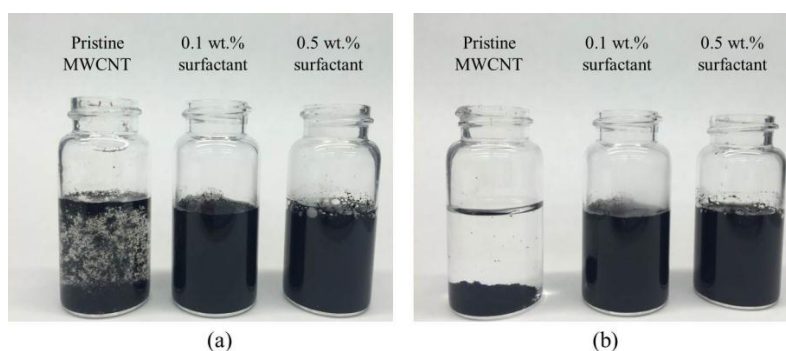 Pristine
MWCNT
0.1 wt.%
surfactant
0.5 wt.%
surfactant
Pristine
MWCNT
0.1 wt.%
surfactant
0.5 wt.%
surfactant
(a)
(b)